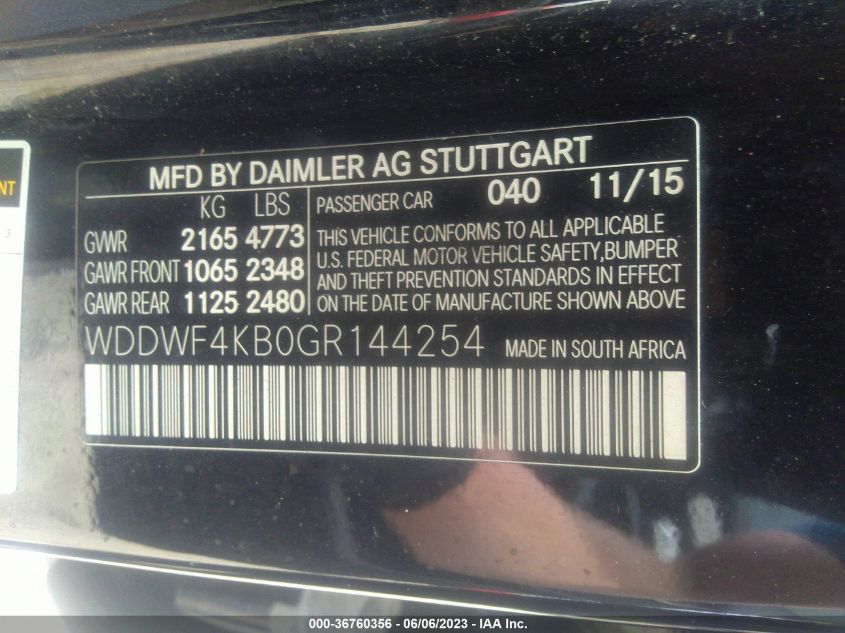 MFD BY DAIMLER AG STUTTGART
KG LBS
GVWR 2165 4773
GAWR FRONT 1065 2348
GAWR REAR 1125 2480
PASSENGER CAR 040 11/15
THIS VEHICLE CONFORMS TO ALL APPLICABLE
U.S. FEDERAL MOTOR VEHICLE SAFETY,BUMPER
AND THEFT PREVENTION STANDARDS IN EFFECT
ON THE DATE OF MANUFACTURE SHOWN ABOVE
WDDWF4KB0GR144254 MADE IN SOUTH AFRICA
NT
3
000-36760356 - 06/06/2023 - IAA Inc.